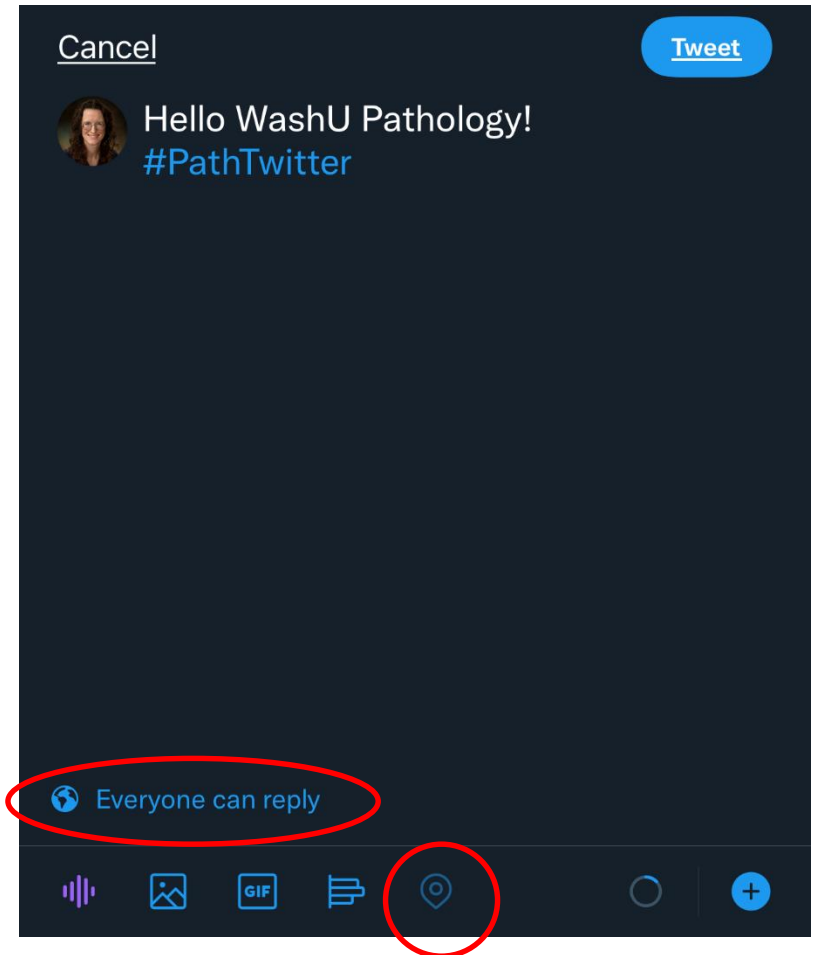 Cancel
Tweet
Hello WashU Pathology!
#PathTwitter
Everyone can reply
GIF